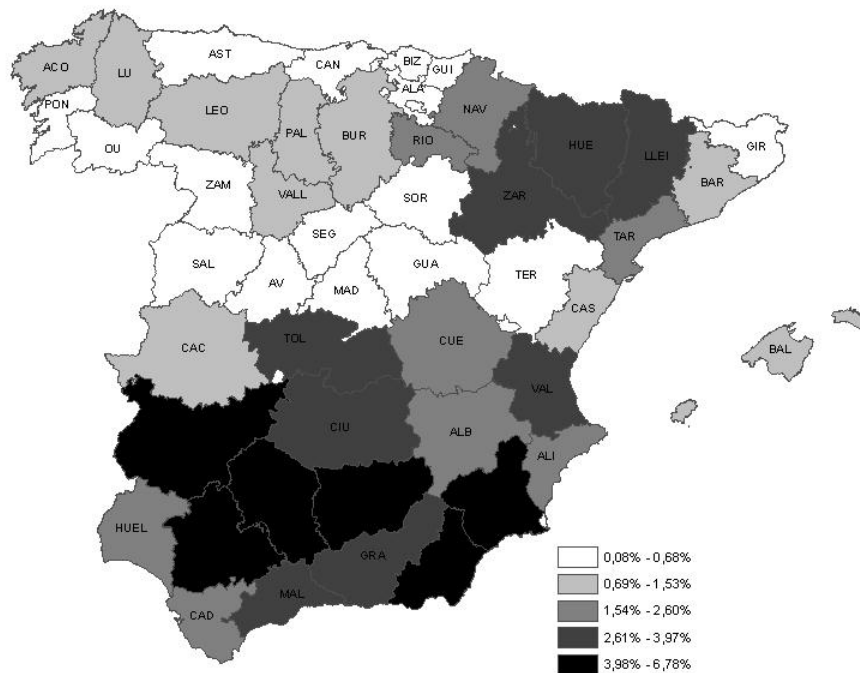 AST
CAN
BIZ
GUI
ACO
LU
ALA
PON
LEO
PAL
BUR
NAV
RIO
OU
HUE
LLEI
GIR
ZAM
VALL
SOR
ZAR
BAR
SEG
TAR
SAL
AV
MAD
GUA
TER
CAS
TOL
CUE
CAC
BAL
VAL
CIU
ALB
ALI
HUEL
GRA
MAL
CAD
0,08% - 0,68%
0,69% - 1,53%
1,54% - 2,60%
2,61% - 3,97%
3,98% - 6,78%